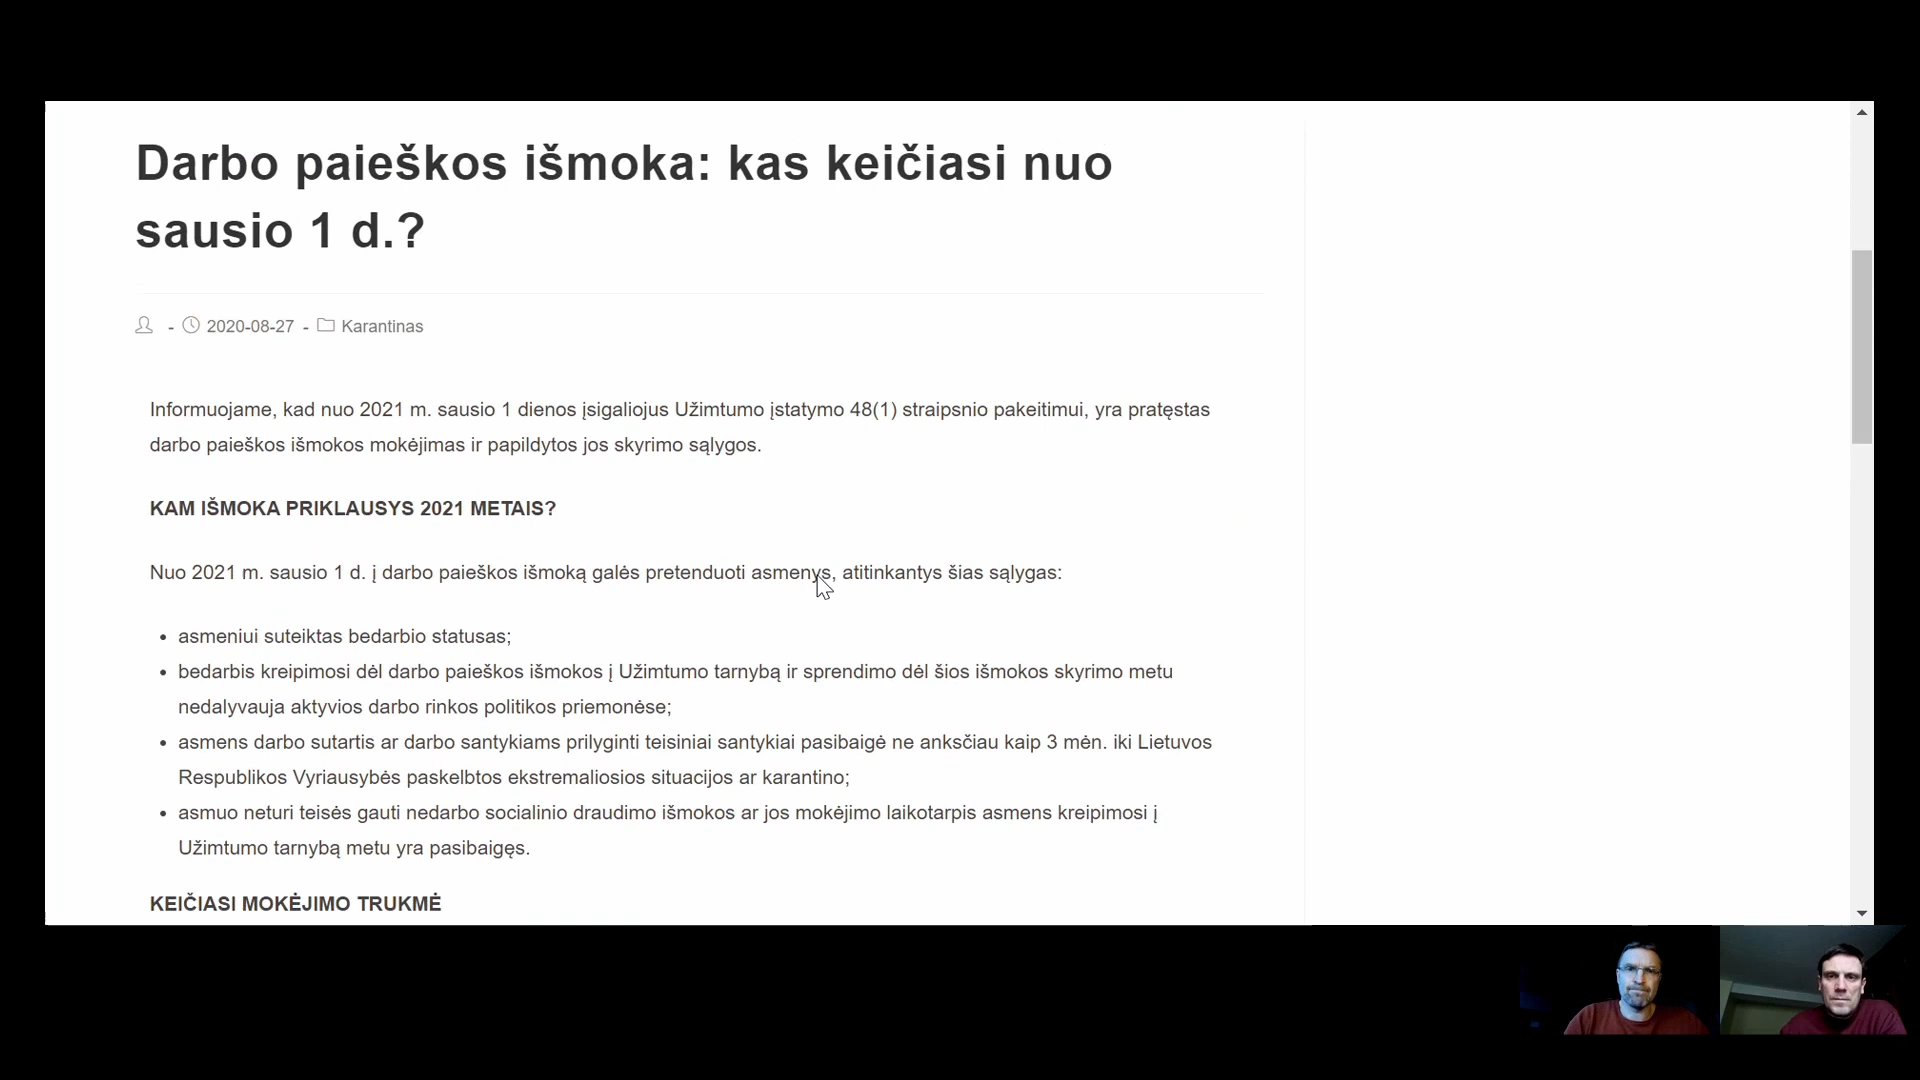 Darbo paieškos išmoka: kas keičiasi nuo
sausio 1 d.?
- 2020-08-27 - Karantinas
Informuojame, kad nuo 2021 m. sausio 1 dienos įsigaliojus Užimtumo įstatymo 48(1) straipsnio pakeitimui, yra pratęstas
darbo paieškos išmokos mokėjimas ir papildytos jos skyrimo sąlygos.
KAM IŠMOKA PRIKLAUSYS 2021 METAIS?
Nuo 2021 m. sausio 1 d. į darbo paieškos išmoką galės pretenduoti asmenys, atitinkantys šias sąlygas:
• asmeniui suteiktas bedarbio statusas;
• bedarbis kreipimosi dėl darbo paieškos išmokos į Užimtumo tarnybą ir sprendimo dėl šios išmokos skyrimo metu
nedalyvauja aktyvios darbo rinkos politikos priemonėse;
• asmens darbo sutartis ar darbo santykiams prilyginti teisiniai santykiai pasibaigė ne anksčiau kaip 3 mėn. iki Lietuvos
Respublikos Vyriausybės paskelbtos ekstremaliosios situacijos ar karantino;
• asmuo neturi teisės gauti nedarbo socialinio draudimo išmokos ar jos mokėjimo laikotarpis asmens kreipimosi į
Užimtumo tarnybą metu yra pasibaigęs.
KEIČIASI MOKĖJIMO TRUKMĖ